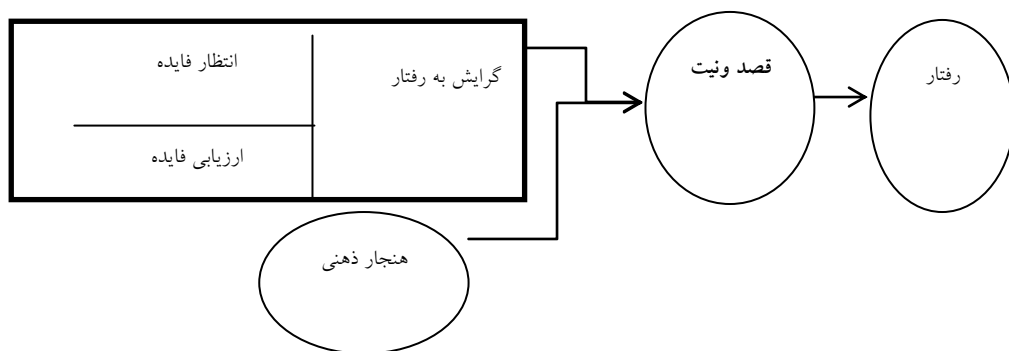 انتظار فایده
گرایش به رفتار
ارزیابی فایده
هنجار ذهنی
قصد ونیت
رفتار